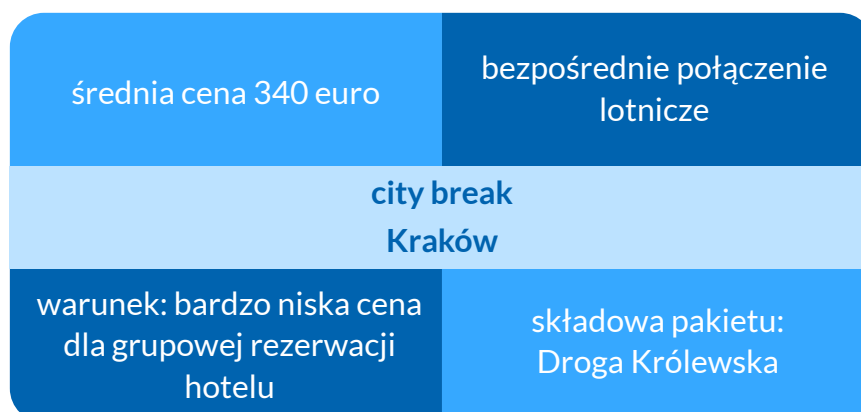 średnia cena 340 euro
bezpośrednie połączenie
lotnicze
city break
Kraków
warunek: bardzo niska cena
dla grupowej rezerwacji
hotelu
składowa pakietu:
Droga Królewska